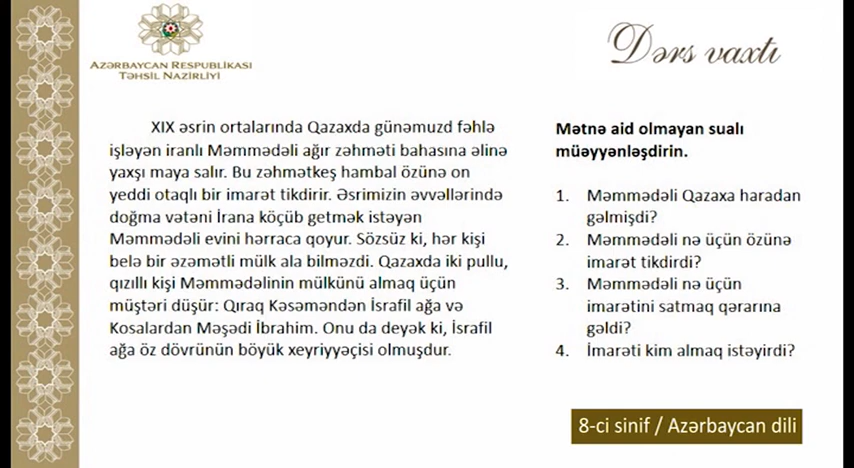 AZƏRBAYCAN RESPUBLİKASI
TƏHSİL NAZİRLİYİ
Dərs vaxtı
XIX əsrin ortalarında Qazaxda günəmuzd fəhlə
işləyən iranlı Məmmədəli ağır zəhməti bahasına əlinə
yaxşı maya salır. Bu zəhmətkeş hambal özünə on
yeddi otaqlı bir imarət tikdirir. Əsrimizin əvvəllərində
doğma vətəni İrana köçüb getmək istəyən
Məmmədəli evini hərraca qoyur. Sözsüz ki, hər kişi
belə bir əzəmətli mülk ala bilməzdi. Qazaxda iki pullu,
qızıllı kişi Məmmədəlinin mülkünü almaq üçün
müştəri düşür: Qıraq Kəsəməndən İsrafil ağa və
Kosalardan Məşədi İbrahim. Onu da deyək ki, İsrafil
ağa öz dövrünün böyük xeyriyyəçisi olmuşdur.
Mətnə aid olmayan sualı
müəyyənləşdirin.
1. Məmmədəli Qazaxa haradan
gəlmişdi?
2. Məmmədəli nə üçün özünə
imarət tikdirdi?
3. Məmmədəli nə üçün
imarətini satmaq qərarına
gəldi?
4. İmarəti kim almaq istəyirdi?
8-ci sinif / Azərbaycan dili